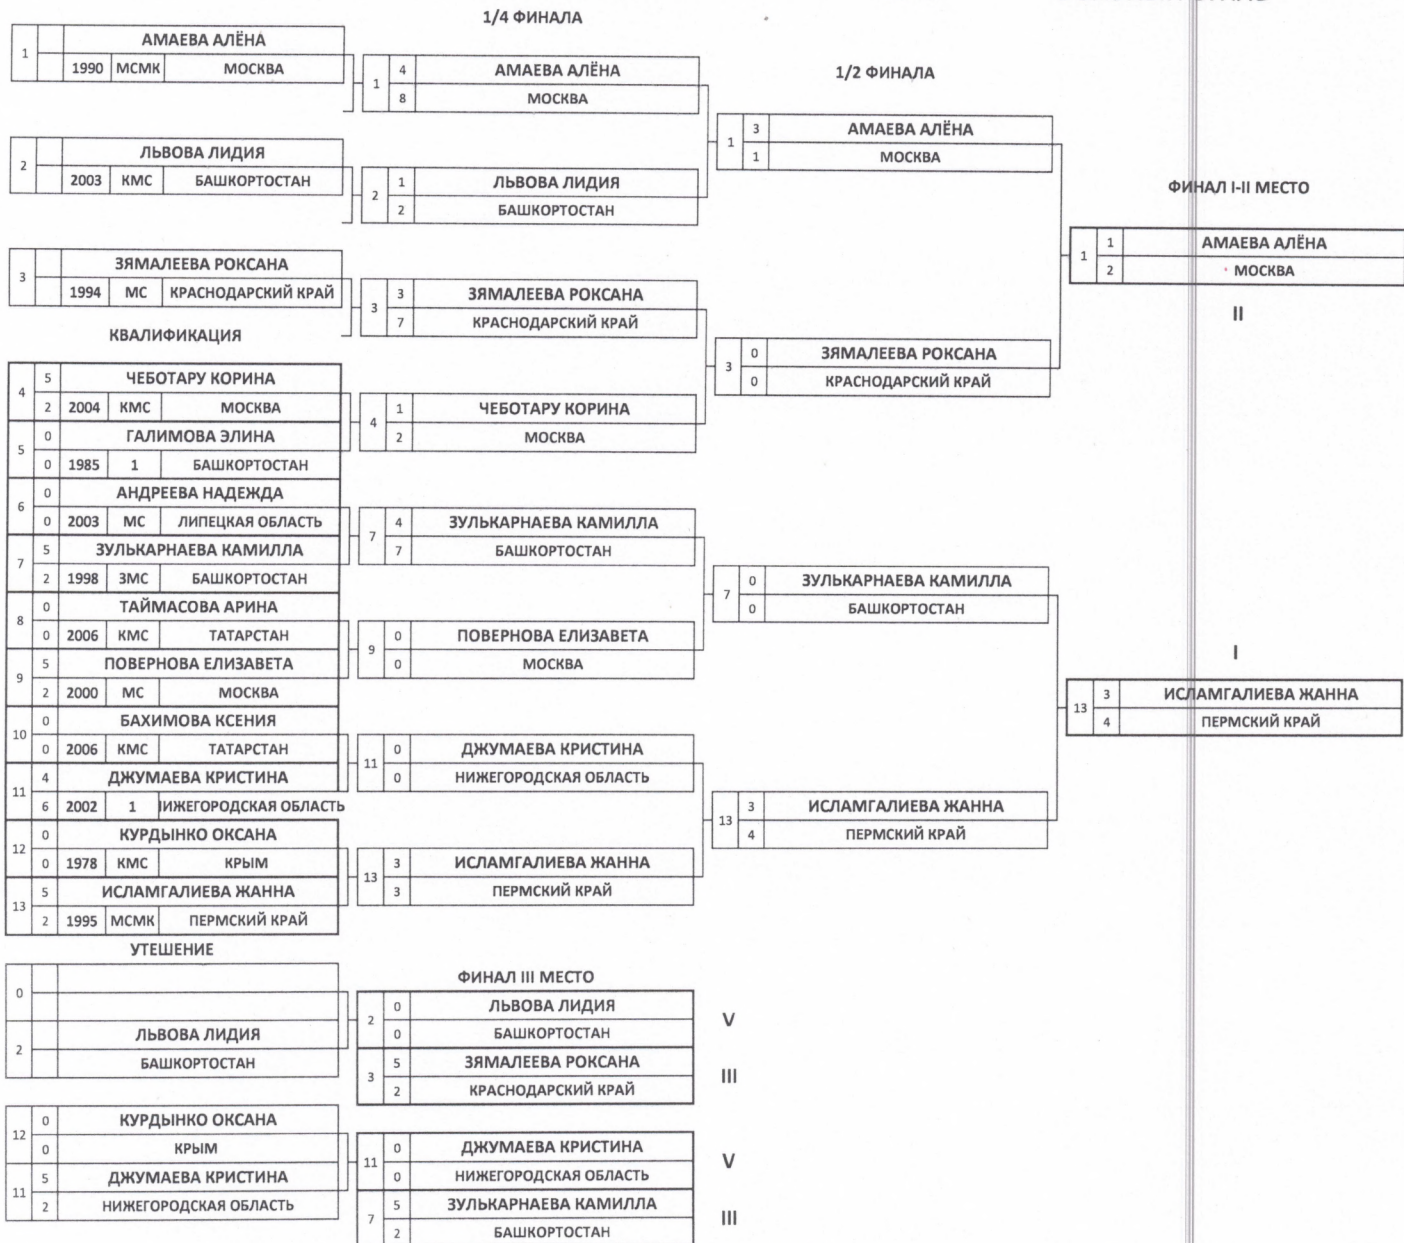 1/4 ФИНАЛА
АМАЕВА АЛЁНА
1
1990 МСМК МОСКВА
4 АМАЕВА АЛЁНА
1
8 МОСКВА
1/2 ФИНАЛА
ЛЬВОВА ЛИДИЯ
2
2003 КМС БАШКОРТОСТАН
1 ЛЬВОВА ЛИДИЯ
2
2 БАШКОРТОСТАН
3 АМАЕВА АЛЁНА
1
1 МОСКВА
ФИНАЛ I-II МЕСТО
ЗЯМАЛЕЕВА РОКСАНА
3
1994 МС КРАСНОДАРСКИЙ КРАЙ
3 ЗЯМАЛЕЕВА РОКСАНА
3
7 КРАСНОДАРСКИЙ КРАЙ
1 АМАЕВА АЛЁНА
1
2 МОСКВА
II
КВАЛИФИКАЦИЯ
5 ЧЕБОТАРУ КОРИНА
4
2 2004 КМС МОСКВА
0 ГАЛИМОВА ЭЛИНА
5
0 1985 1 БАШКОРТОСТАН
1 ЧЕБОТАРУ КОРИНА
4
2 МОСКВА
0 ЗЯМАЛЕЕВА РОКСАНА
3
0 КРАСНОДАРСКИЙ КРАЙ
0 АНДРЕЕВА НАДЕЖДА
6
0 2003 МС ЛИПЕЦКАЯ ОБЛАСТЬ
5 ЗУЛЬКАРНАЕВА КАМИЛЛА
7
2 1998 ЗМС БАШКОРТОСТАН
4 ЗУЛЬКАРНАЕВА КАМИЛЛА
7
7 БАШКОРТОСТАН
0 ТАЙМАСОВА АРИНА
8
0 2006 КМС ТАТАРСТАН
5 ПОВЕРНОВА ЕЛИЗАВЕТА
9
2 2000 МС МОСКВА
0 ПОВЕРНОВА ЕЛИЗАВЕТА
9
0 МОСКВА
0 ЗУЛЬКАРНАЕВА КАМИЛЛА
7
0 БАШКОРТОСТАН
0 БАХИМОВА КСЕНИЯ
10
0 2006 КМС ТАТАРСТАН
4 ДЖУМАЕВА КРИСТИНА
11
6 2002 1 ИЖЕГОРОДСКАЯ ОБЛАСТЬ
0 ДЖУМАЕВА КРИСТИНА
11
0 НИЖЕГОРОДСКАЯ ОБЛАСТЬ
I
3 ИСЛАМГАЛИЕВА ЖАННА
13
4 ПЕРМСКИЙ КРАЙ
0 КУРДЫНКО ОКСАНА
12
0 1978 КМС КРЫМ
5 ИСЛАМГАЛИЕВА ЖАННА
13
2 1995 МСМК ПЕРМСКИЙ КРАЙ
3 ИСЛАМГАЛИЕВА ЖАННА
13
3 ПЕРМСКИЙ КРАЙ
3 ИСЛАМГАЛИЕВА ЖАННА
13
4 ПЕРМСКИЙ КРАЙ
УТЕШЕНИЕ
0
ЛЬВОВА ЛИДИЯ
2
БАШКОРТОСТАН
ФИНАЛ III МЕСТО
0 ЛЬВОВА ЛИДИЯ
2
0 БАШКОРТОСТАН
V
5 ЗЯМАЛЕЕВА РОКСАНА
3
2 КРАСНОДАРСКИЙ КРАЙ
III
0 КУРДЫНКО ОКСАНА
12
0 КРЫМ
5 ДЖУМАЕВА КРИСТИНА
11
2 НИЖЕГОРОДСКАЯ ОБЛАСТЬ
0 ДЖУМАЕВА КРИСТИНА
11
0 НИЖЕГОРОДСКАЯ ОБЛАСТЬ
V
5 ЗУЛЬКАРНАЕВА КАМИЛЛА
7
2 БАШКОРТОСТАН
III